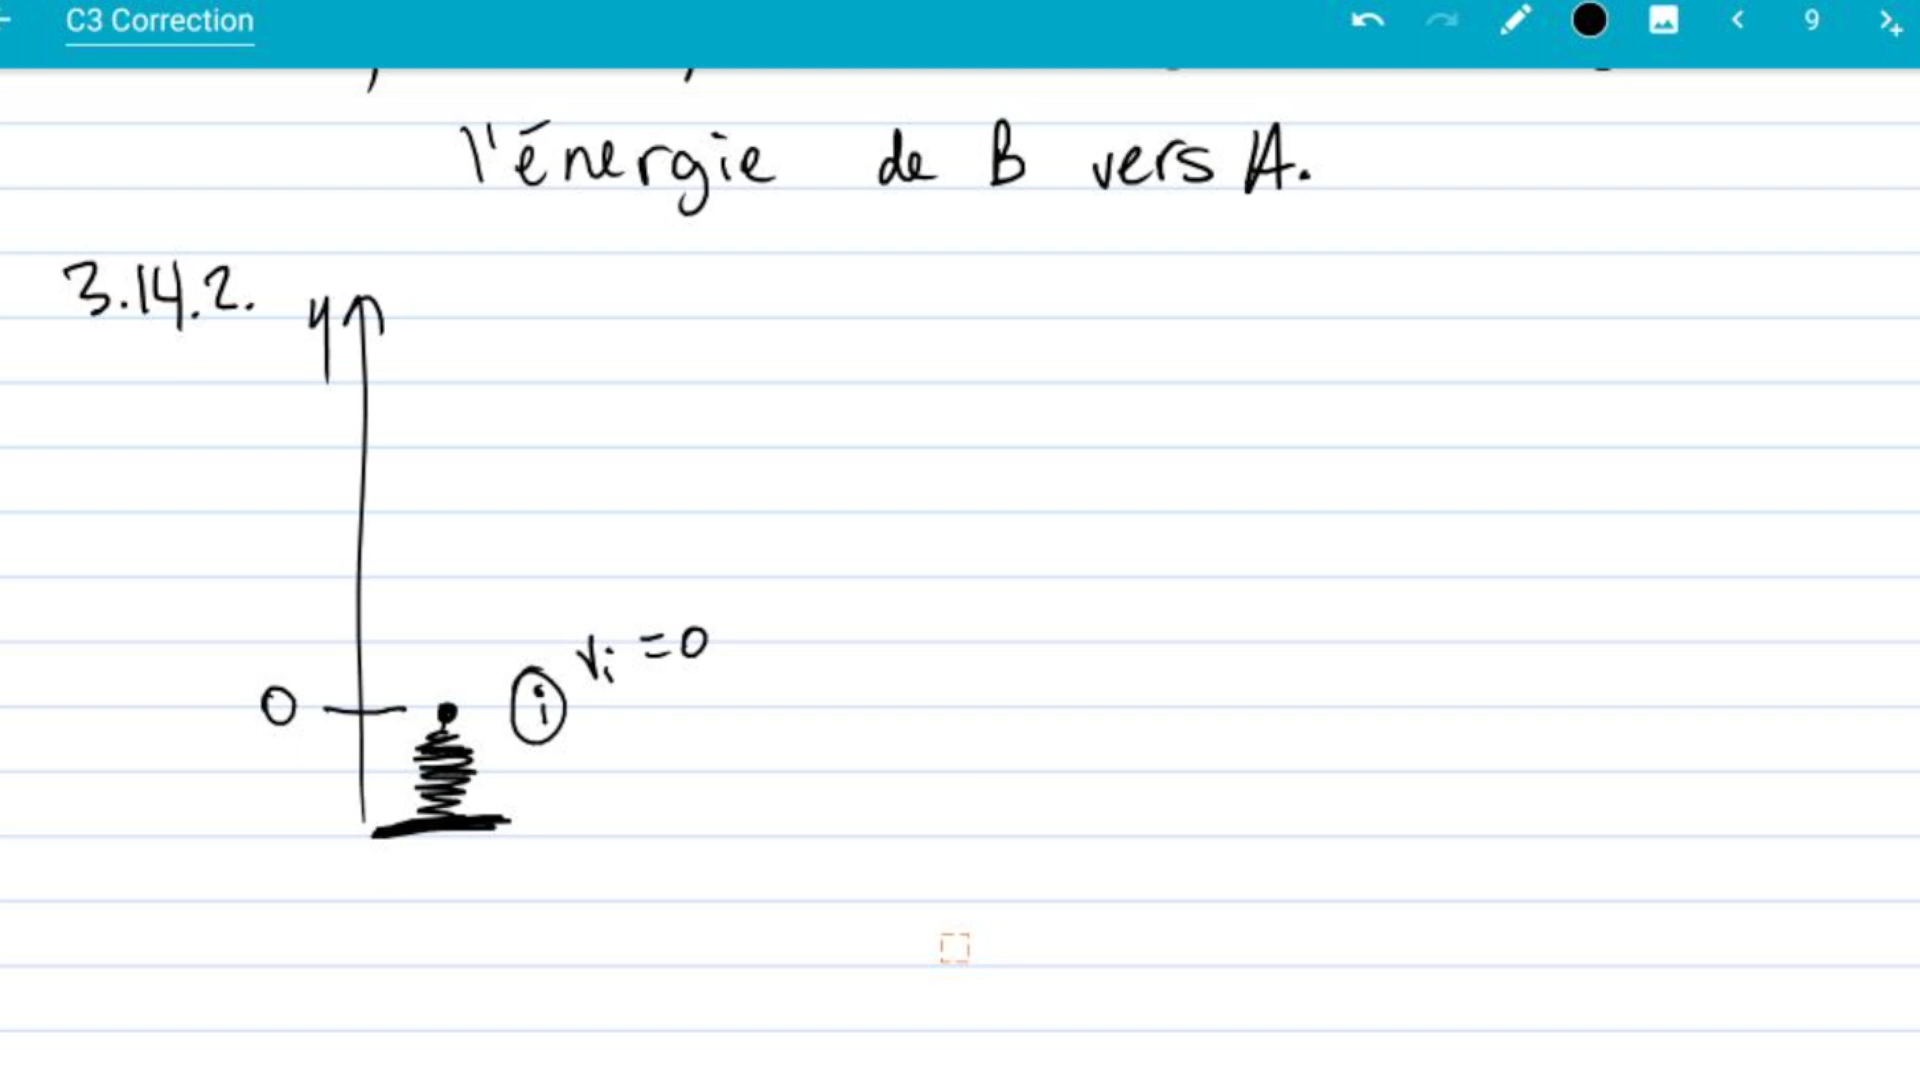 C3 Correction
9
l'énergie de B vers A.
3.14.2.
y
vi =0
0
i